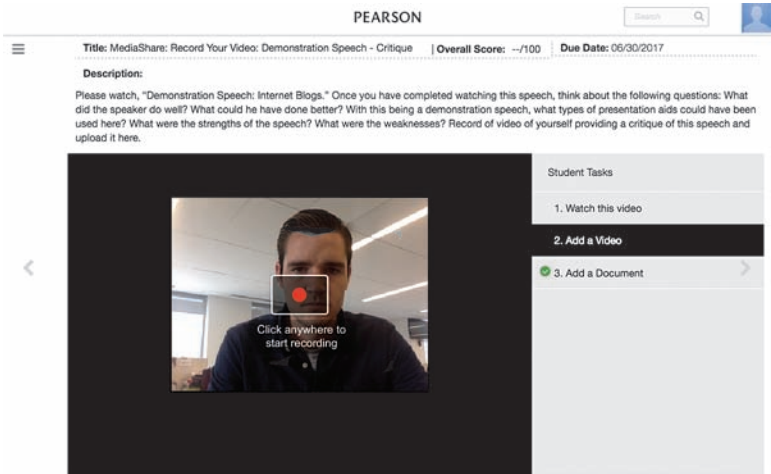 PEARSON
Search
Title: MediaShare: Record Your Video: Demonstration Speech - Critique | Overall Score: --/100 Due Date: 06/30/2017
Description:
Please watch, “Demonstration Speech: Internet Blogs.” Once you have completed watching this speech, think about the following questions: What
did the speaker do well? What could he have done better? With this being a demonstration speech, what types of presentation aids could have been
used here? What were the strengths of the speech? What were the weaknesses? Record of video of yourself providing a critique of this speech and
upload it here.
Click anywhere to
start recording
Student Tasks
1. Watch this video
2. Add a Video
3. Add a Document